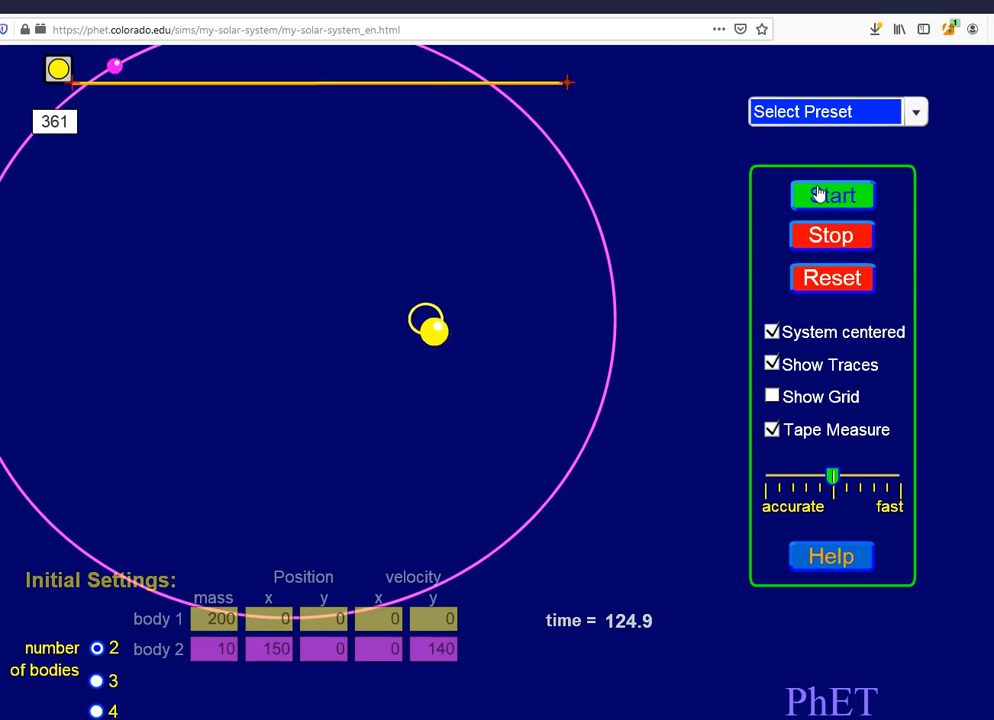 https://phet.colorado.edu/sims/my-solar-system/my-solar-system_en.html
1
361
Select Preset
Start
Stop
Reset
System centered
Show Traces
Show Grid
Tape Measure
accurate fast
Help
Initial Settings:
Position velocity
mass x y x y
body 1 200 0 0 0 0
number of bodies
2 body 2 10 150 0 0 140
3
4
time = 124.9
PhET